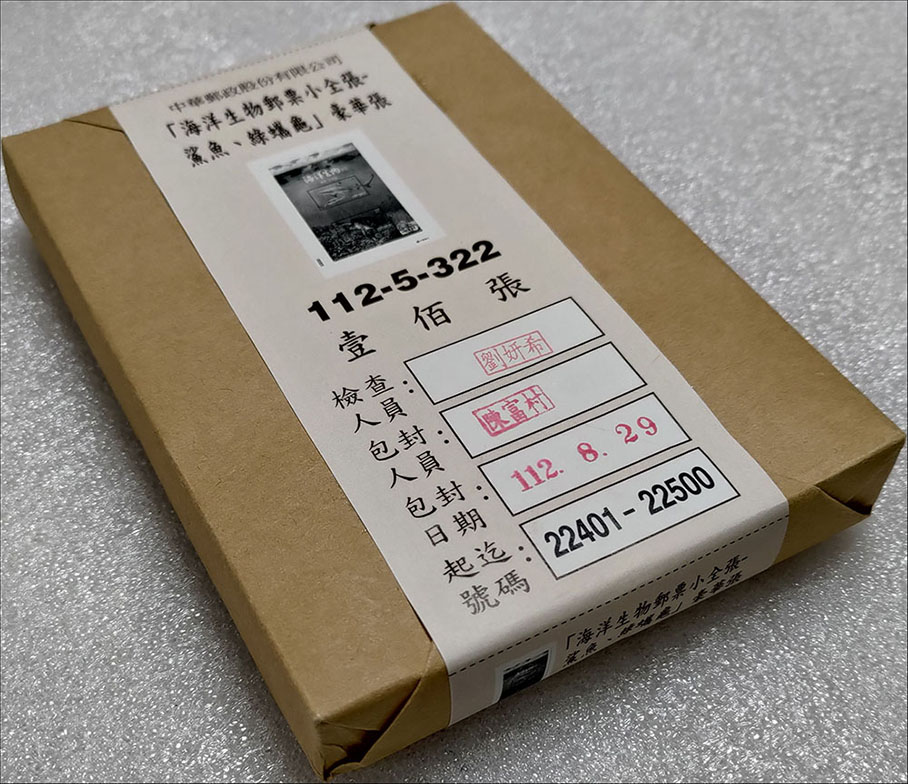 中華郵政股份有限公司
「海洋生物郵票小全張-
鯊魚、綠蠵龜」豪華張
112-5-322
壹佰張
檢查人員： 劉妍希
包封人員： 陳富村
包封日期： 112. 8. 29
起迄號碼： 22401－22500
「海洋生物郵票小全張-
鯊魚、綠蠵龜」豪華張